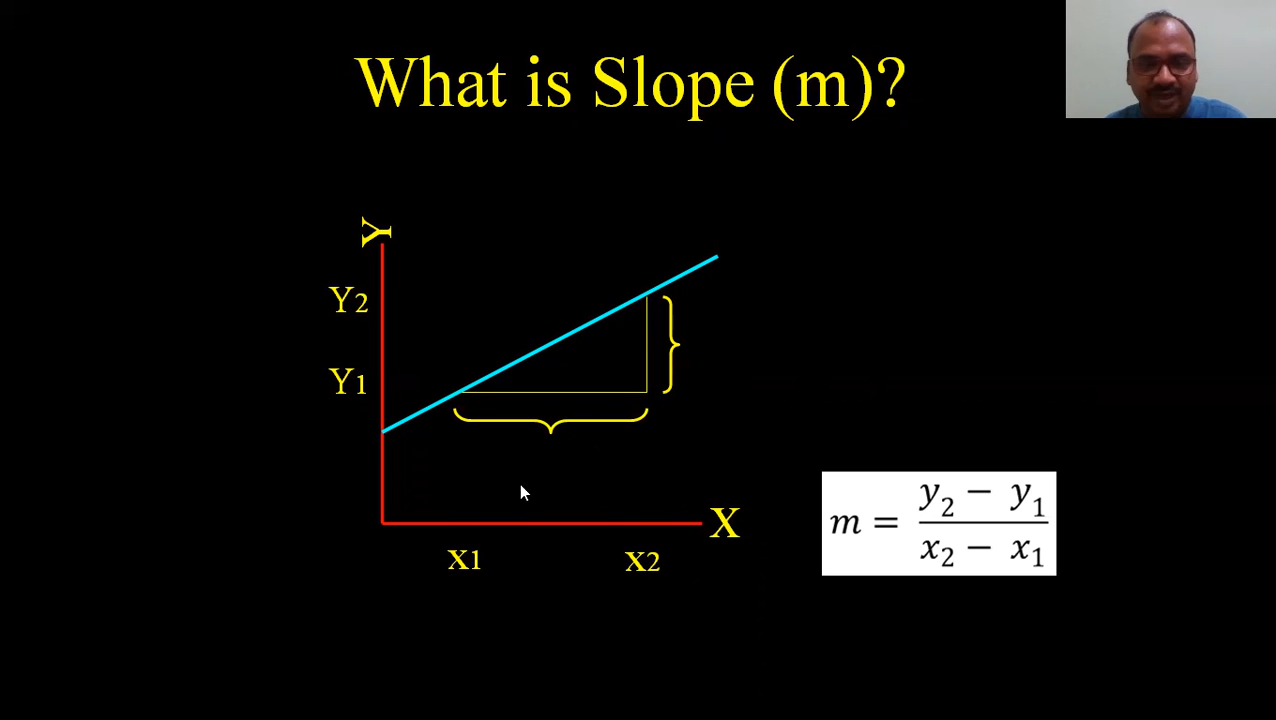 What is Slope (m)?
Y
Y2
Y1
X
x1 x2
m = y₂ − y₁ / x₂ − x₁